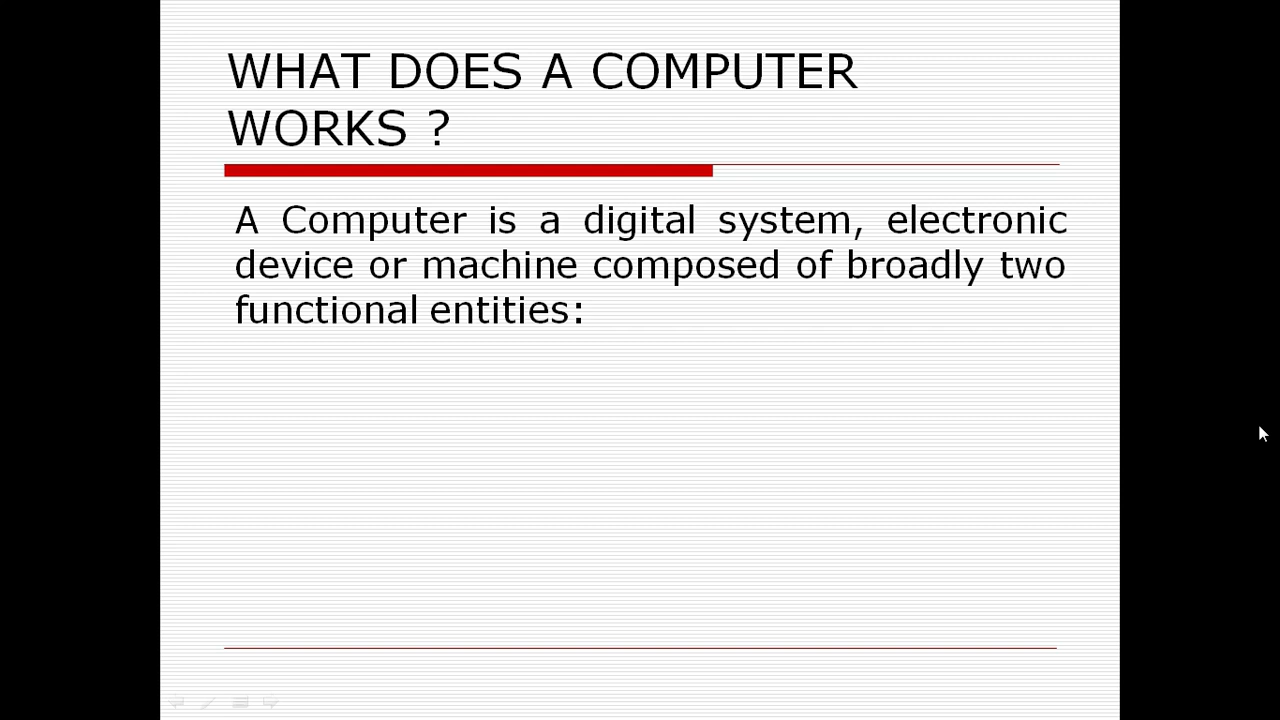 WHAT DOES A COMPUTER
WORKS ?
A Computer is a digital system, electronic
device or machine composed of broadly two
functional entities: